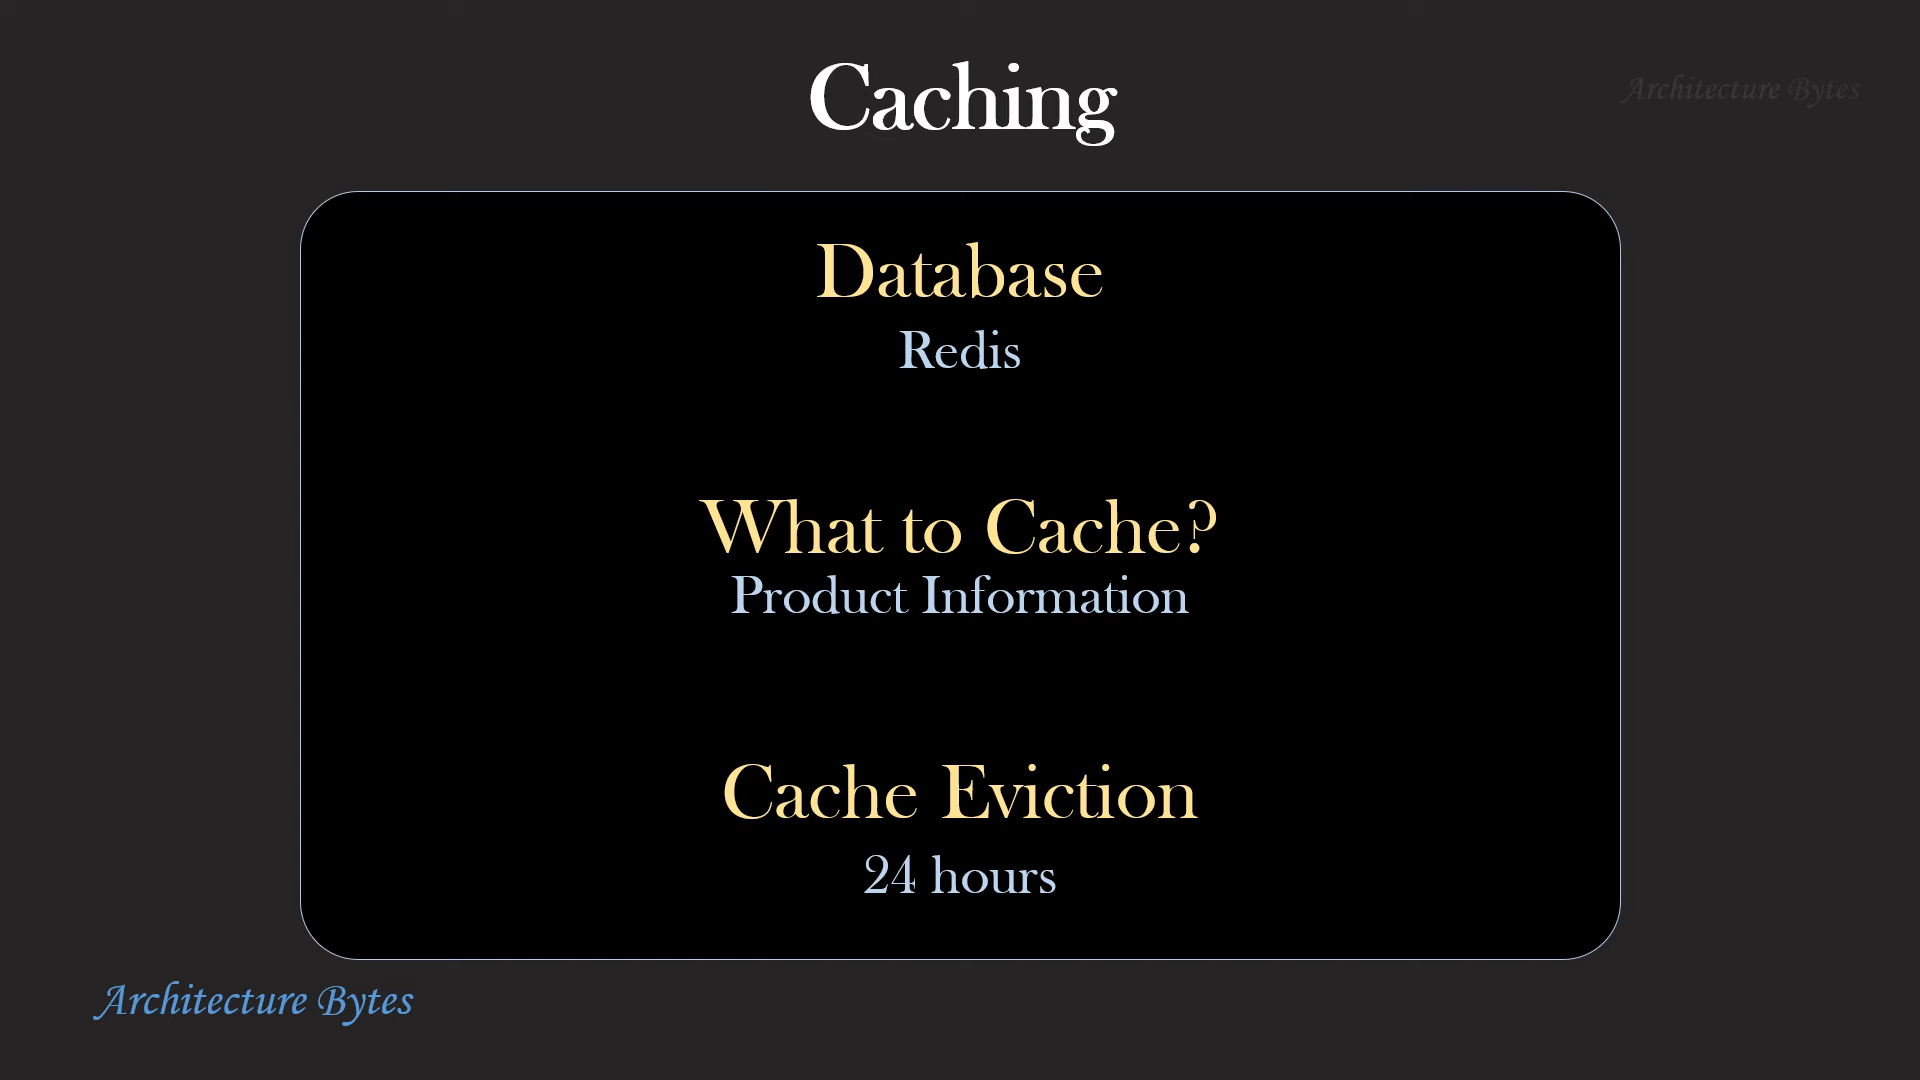 Caching
Architecture Bytes
Database
Redis
What to Cache?
Product Information
Cache Eviction
24 hours
Architecture Bytes